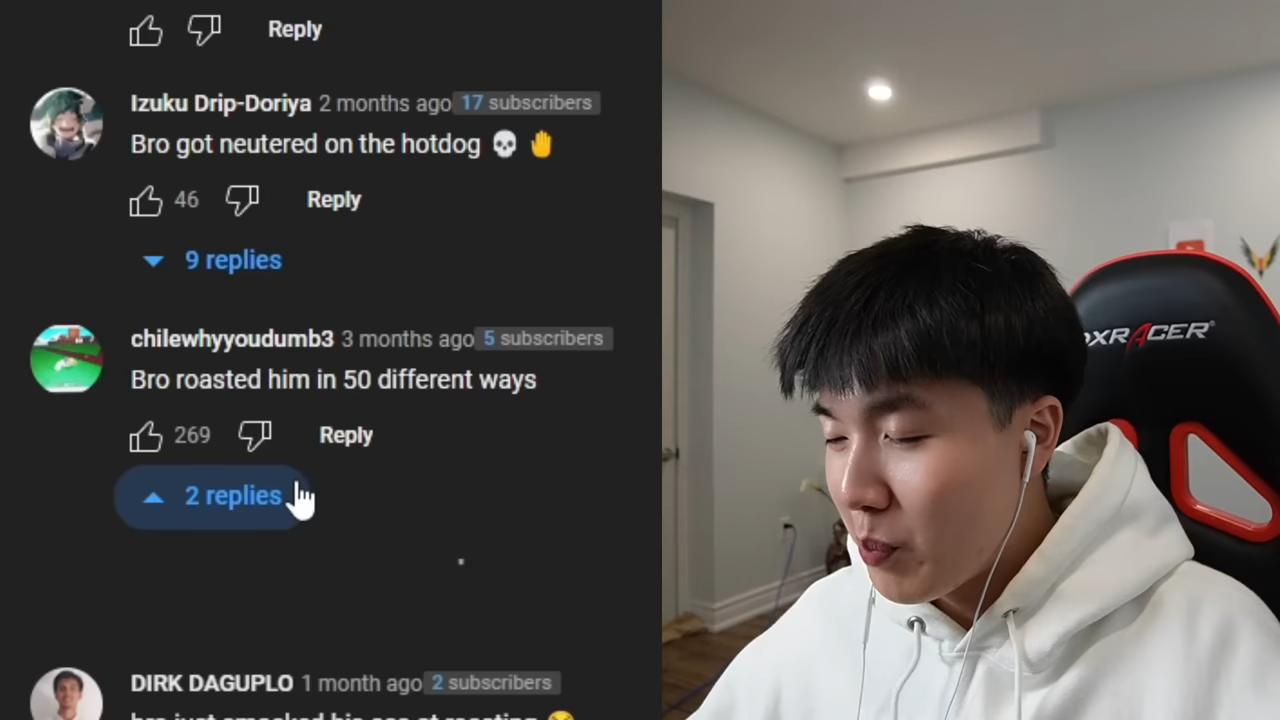 Reply
Izuku Drip-Doriya 2 months ago 17 subscribers
Bro got neutered on the hotdog 💀 🤚
46 Reply
9 replies
chilewhyyoudumb3 3 months ago 5 subscribers
Bro roasted him in 50 different ways
269 Reply
2 replies
DIRK DAGUPLO 1 month ago 2 subscribers
DXRACER